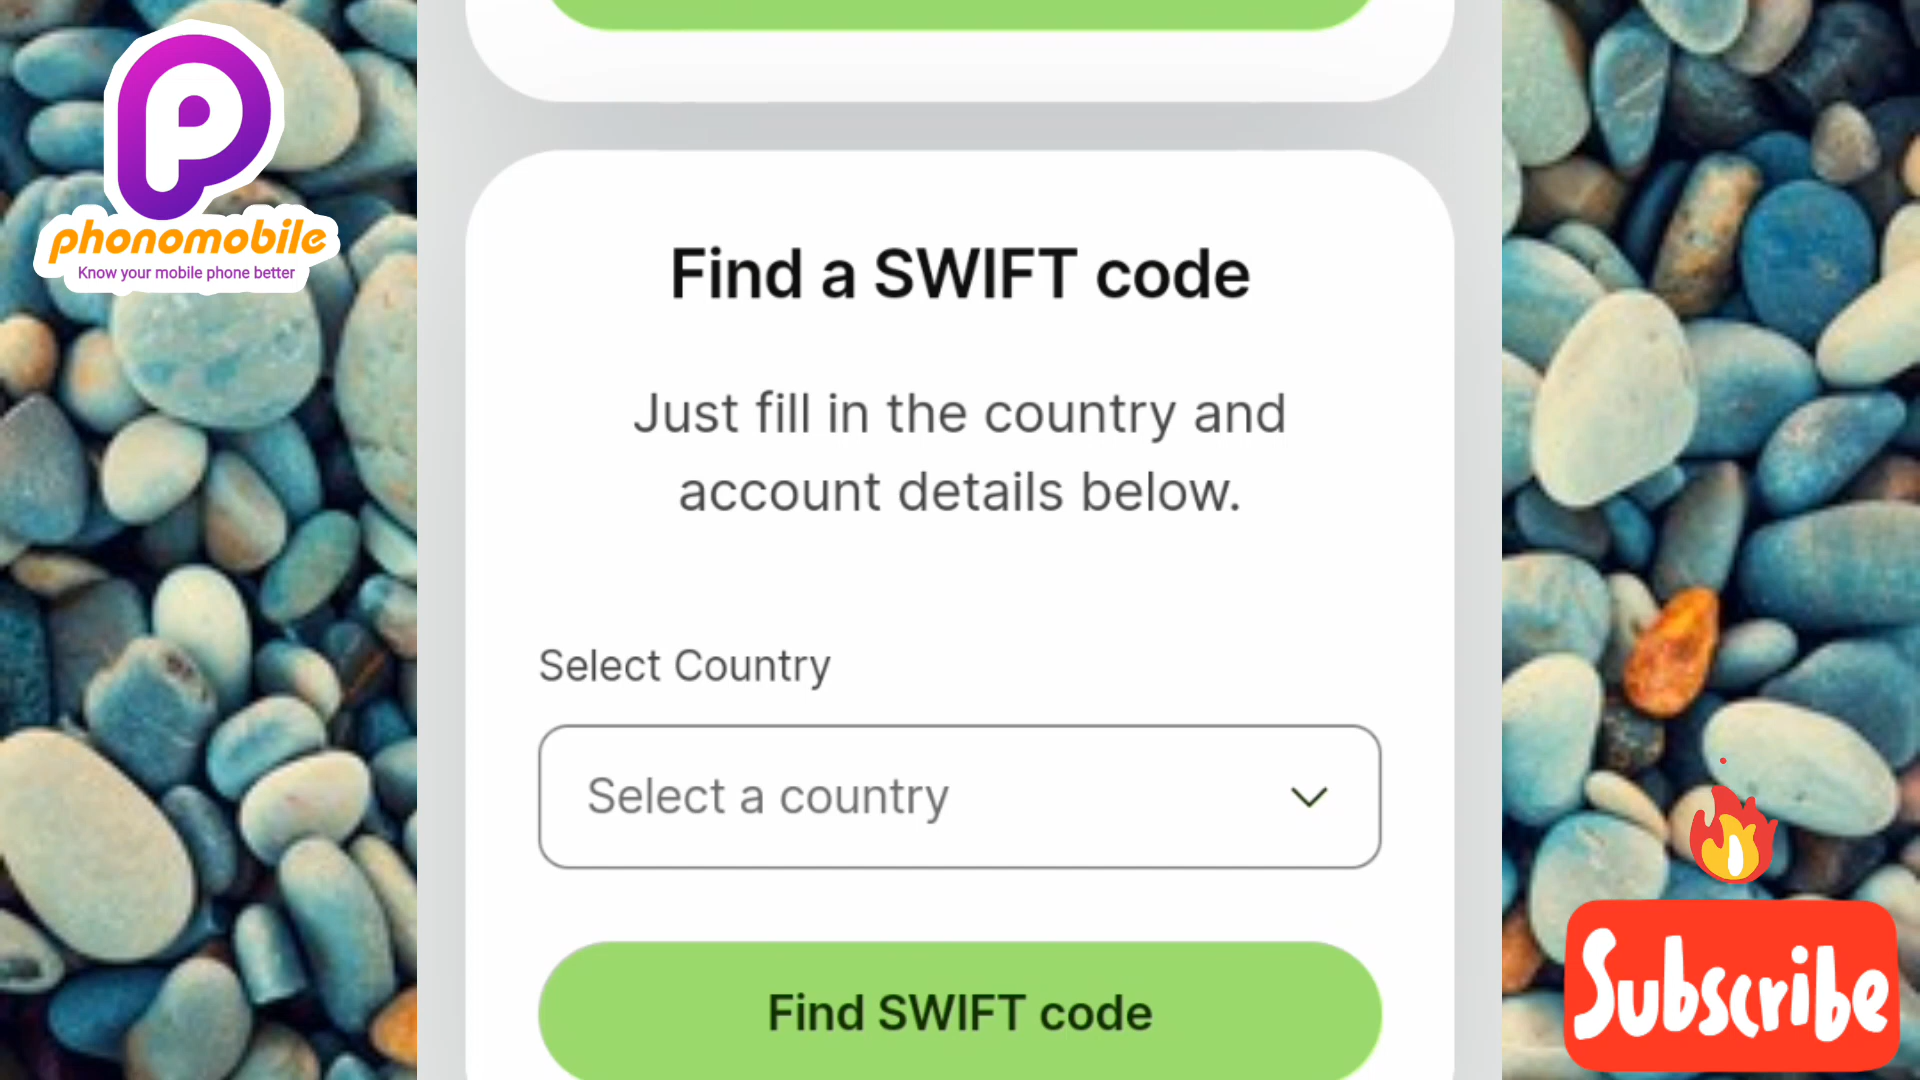 phonomobile
Know your mobile phone better
Find a SWIFT code
Just fill in the country and
account details below.
Select Country
Select a country
Find SWIFT code
Subscribe